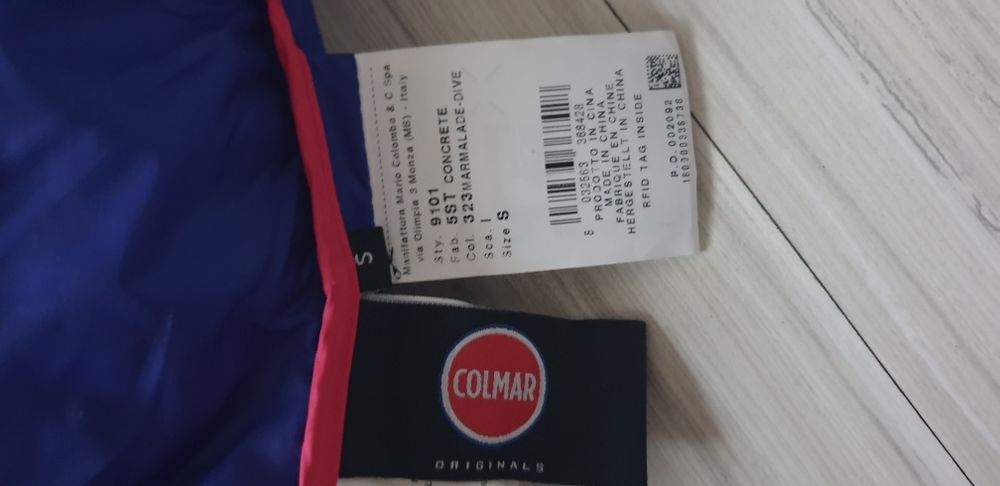 Manifattura Mario Colombo & C Spa
via Olimpia 3 Monza (MB) - Italy
Sty. 9101
Fab. 5ST CONCRETE
Col. 323MARMALADE-DIVE
Sca. I
Size S
8 032563 368428
PRODOTTO IN CINA
MADE IN CHINA
FABRIQUE EN CHINE
HERGESTELLT IN CHINA
RFID TAG INSIDE
P.O. 002092
S
COLMAR
ORIGINALS